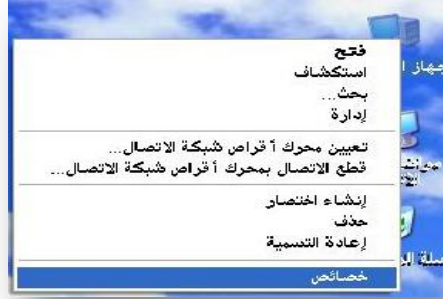 فتح
استكشاف
بحث...
إدارة
تعيين محرك أقراص شبكة الاتصال...
قطع الاتصال بمحرك أقراص شبكة الاتصال...
إنشاء اختصار
حذف
إعادة التسمية
خصائص
جهاز ا